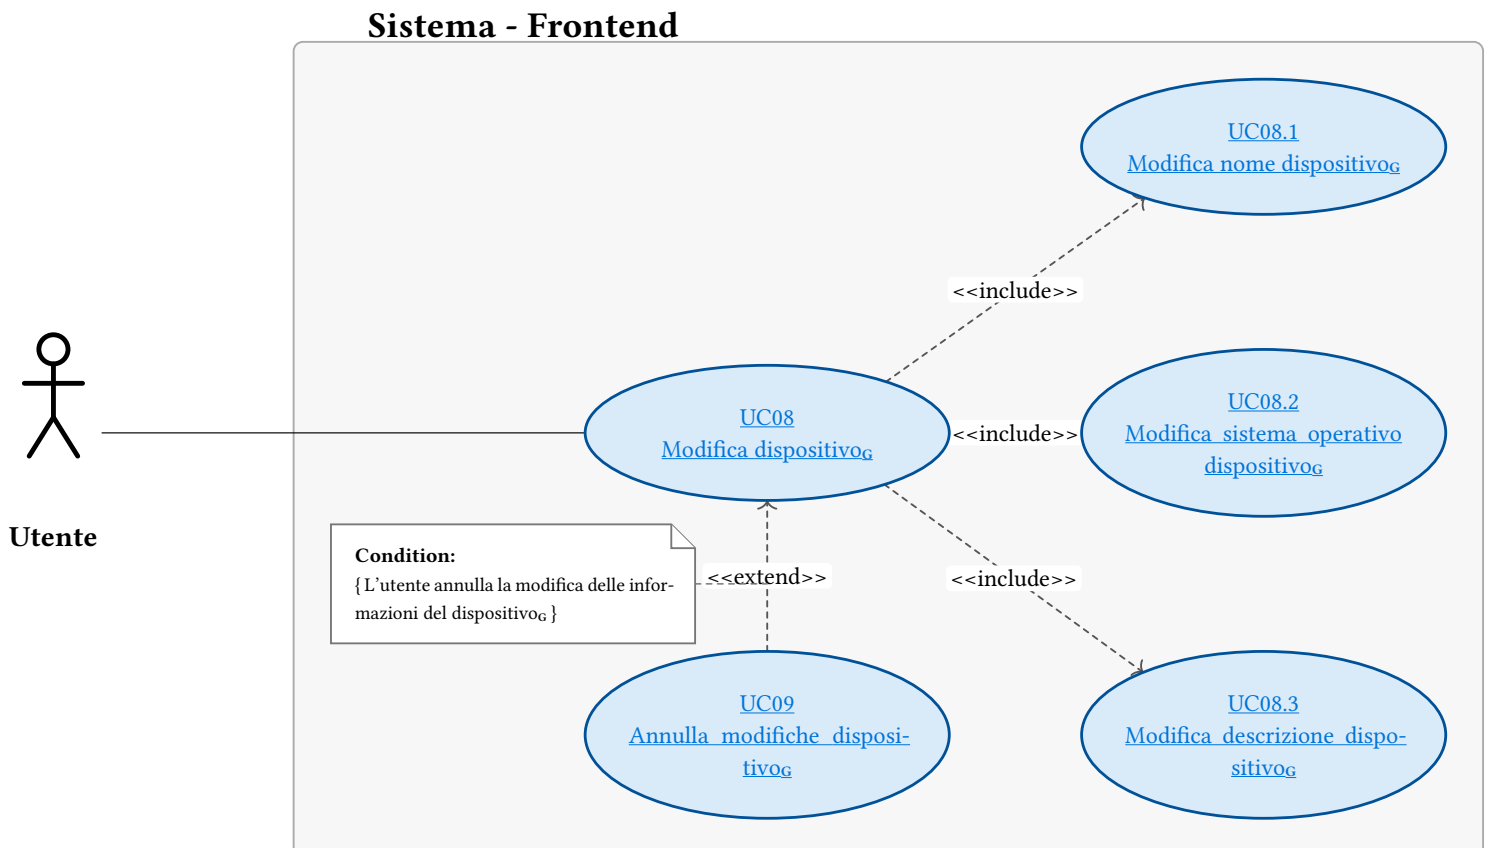 Sistema - Frontend
UC08.1
Modifica nome dispositivoG
<<include>>
UC08
Modifica dispositivoG
<<include>>
UC08.2
Modifica sistema operativo
dispositivoG
Utente
Condition:
{ L'utente annulla la modifica delle infor-
mazioni del dispositivoG }
<<extend>>
<<include>>
UC09
Annulla modifiche disposi-
tivoG
UC08.3
Modifica descrizione dispo-
sitivoG